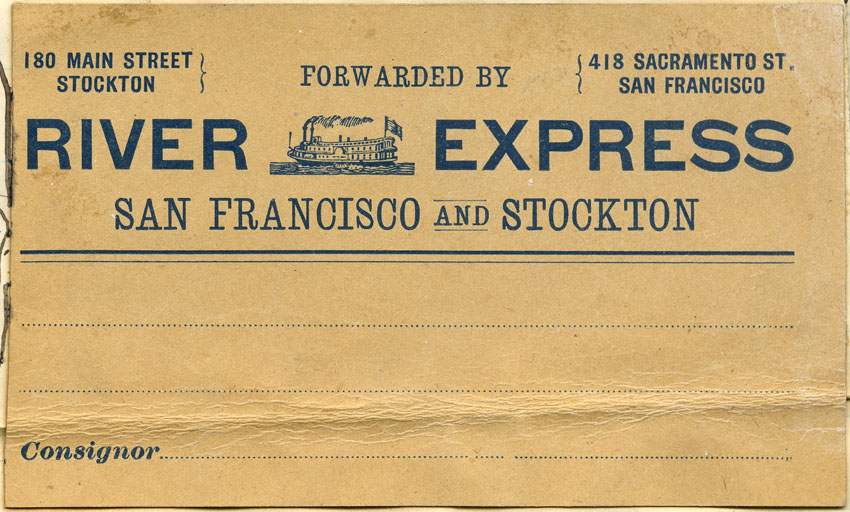 180 MAIN STREET
STOCKTON
FORWARDED BY
418 SACRAMENTO ST.
SAN FRANCISCO
RIVER EXPRESS
SAN FRANCISCO AND STOCKTON
Consignor